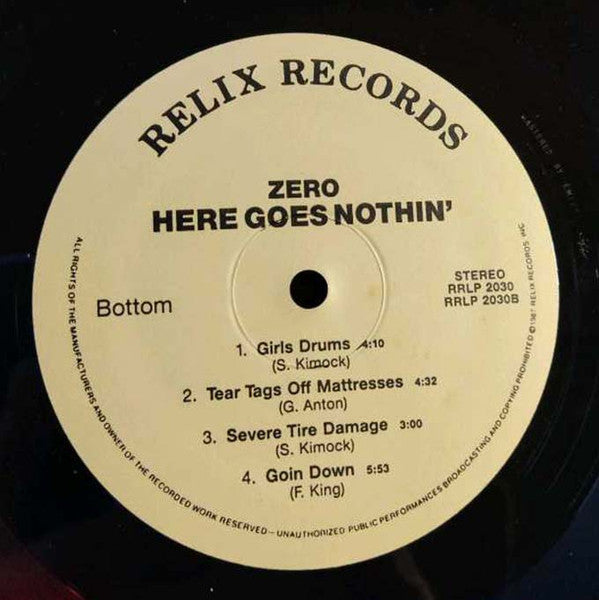 RELIX RECORDS
ZERO
HERE GOES NOTHIN'
STEREO
RRLP 2030
RRLP 2030B
Bottom
1. Girls Drums 4:10
(S. Kimock)
2. Tear Tags Off Mattresses 4:32
(G. Anton)
3. Severe Tire Damage 3:00
(S. Kimock)
4. Goin Down 5:53
(F. King)
ALL RIGHTS OF THE MANUFACTURERS AND OWNER OF THE RECORDED WORK RESERVED—UNAUTHORIZED PUBLIC PERFORMANCES BROADCASTING AND COPYING PROHIBITED © 1987 RELIX RECORDS INC
MASTERED BY